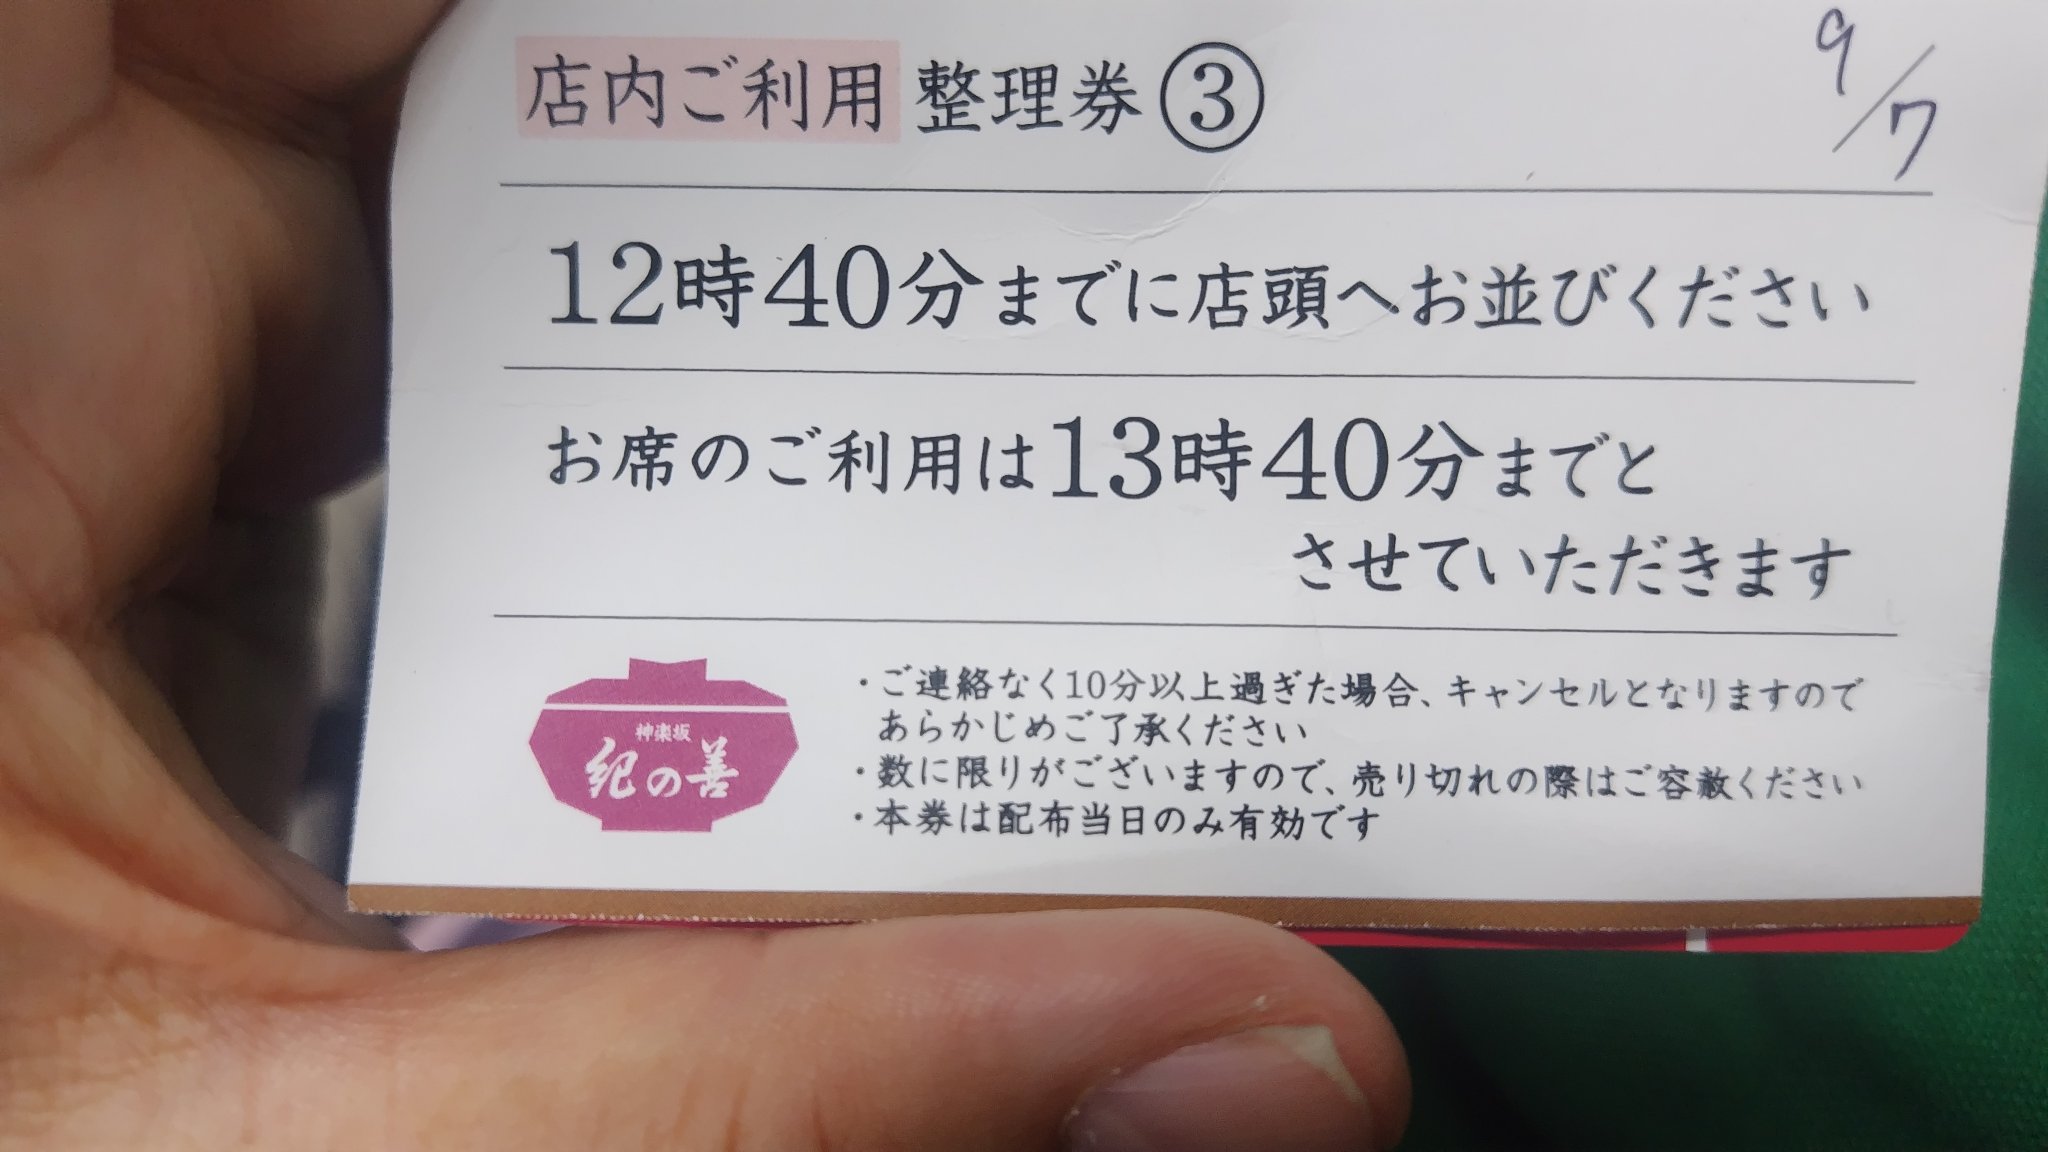 店内ご利用 整理券③
9/7
12時40分までに店頭へお並びください
お席のご利用は13時40分までと
させていただきます
神楽坂
紀の善
・ご連絡なく10分以上過ぎた場合、キャンセルとなりますので
あらかじめご了承ください
・数に限りがございますので、売り切れの際はご容赦ください
・本券は配布当日のみ有効です